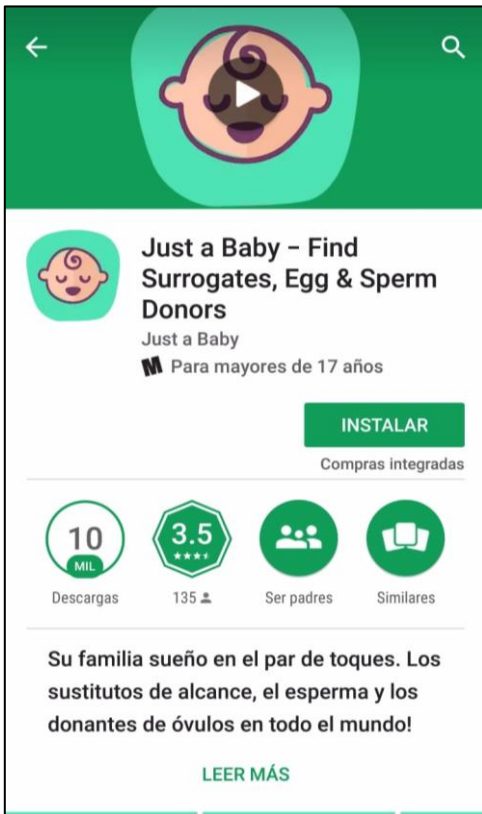 Just a Baby – Find
Surrogates, Egg & Sperm
Donors
Just a Baby
M Para mayores de 17 años
INSTALAR
Compras integradas
10
MIL
Descargas
3.5
135
Ser padres
Similares
Su familia sueño en el par de toques. Los
sustitutos de alcance, el esperma y los
donantes de óvulos en todo el mundo!
LEER MÁS